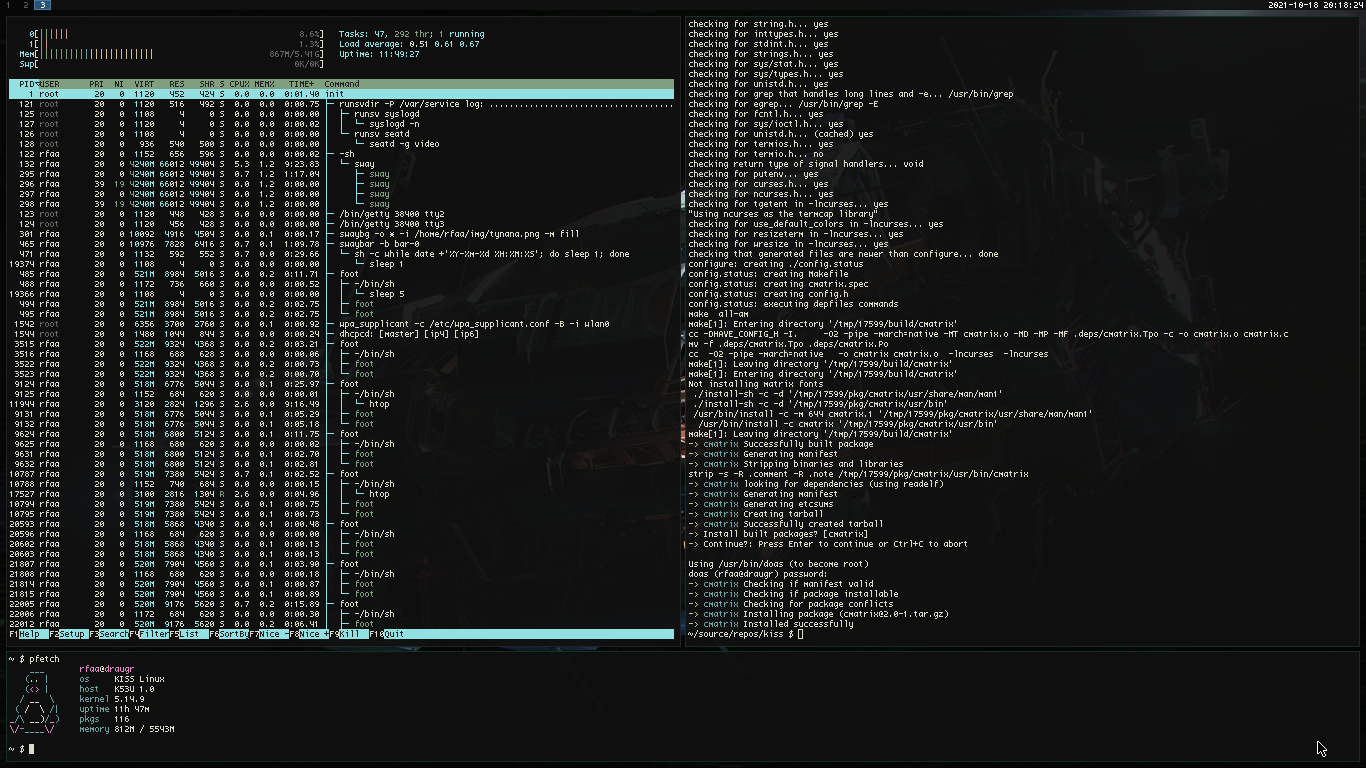 1 2 3 2021-10-18 20:18:24
0[|||||| 8.6%] Tasks: 47, 292 thr; 1 running
1[|| 1.3%] Load average: 0.51 0.61 0.67
Mem[||||||||||||||||||||||||| 867M/5.41G] Uptime: 11:49:27
Swp[ 0K/0K]
PID▽USER PRI NI VIRT RES SHR S CPU% MEM% TIME+ Command
1 root 20 0 1120 452 424 S 0.0 0.0 0:01.40 init
121 root 20 0 1120 516 492 S 0.0 0.0 0:00.75 ├─ runsvdir -P /var/service log: .....................................
125 root 20 0 1108 4 0 S 0.0 0.0 0:00.00 │ ├─ runsv syslogd
127 root 20 0 1120 4 0 S 0.0 0.0 0:00.02 │ │ └─ syslogd -n
126 root 20 0 1108 4 0 S 0.0 0.0 0:00.00 │ └─ runsv seatd
128 root 20 0 936 540 500 S 0.0 0.0 0:00.00 │ └─ seatd -g video
122 rfaa 20 0 1152 656 596 S 0.0 0.0 0:00.02 ├─ -sh
132 rfaa 20 0 4240M 66012 49404 S 5.3 1.2 9:23.83 │ └─ sway
295 rfaa 20 0 4240M 66012 49404 S 0.7 1.2 1:17.04 │ ├─ sway
296 rfaa 39 19 4240M 66012 49404 S 0.0 1.2 0:00.00 │ ├─ sway
297 rfaa 20 0 4240M 66012 49404 S 0.0 1.2 0:00.00 │ ├─ sway
298 rfaa 39 19 4240M 66012 49404 S 0.0 1.2 0:00.00 │ └─ sway
123 root 20 0 1120 448 428 S 0.0 0.0 0:00.00 ├─ /bin/getty 38400 tty2
124 root 20 0 1120 456 428 S 0.0 0.0 0:00.00 ├─ /bin/getty 38400 tty3
301 rfaa 20 0 10092 4916 4504 S 0.0 0.1 0:00.17 ├─ swaybg -o * -i /home/rfaa/img/tynana.png -m fill
465 rfaa 20 0 10976 7828 6416 S 0.7 0.1 1:09.78 ├─ swaybar -b bar-0
471 rfaa 20 0 1132 592 552 S 0.7 0.0 0:29.66 │ └─ sh -c while date +'%Y-%m-%d %H:%M:%S'; do sleep 1; done
19374 rfaa 20 0 1108 4 0 S 0.0 0.0 0:00.00 │ └─ sleep 1
485 rfaa 20 0 521M 8984 5016 S 0.0 0.2 0:11.71 ├─ foot
488 rfaa 20 0 1172 736 660 S 0.0 0.0 0:00.52 │ ├─ -/bin/sh
19366 rfaa 20 0 1108 4 0 S 0.0 0.0 0:00.00 │ │ └─ sleep 5
494 rfaa 20 0 521M 8984 5016 S 0.0 0.2 0:02.75 │ ├─ foot
495 rfaa 20 0 521M 8984 5016 S 0.0 0.2 0:02.75 │ └─ foot
1542 root 20 0 6356 3700 2760 S 0.0 0.1 0:00.92 ├─ wpa_supplicant -c /etc/wpa_supplicant.conf -B -i wlan0
1544 root 20 0 1480 1044 844 S 0.0 0.0 0:00.24 ├─ dhcpcd: [master] [ip4] [ip6]
3515 rfaa 20 0 522M 9324 4368 S 0.0 0.2 0:03.21 ├─ foot
3516 rfaa 20 0 1168 688 628 S 0.0 0.0 0:00.06 │ ├─ -/bin/sh
3522 rfaa 20 0 522M 9324 4368 S 0.0 0.2 0:00.73 │ ├─ foot
3523 rfaa 20 0 522M 9324 4368 S 0.0 0.2 0:00.70 │ └─ foot
9124 rfaa 20 0 518M 6776 5044 S 0.0 0.1 0:25.97 ├─ foot
9125 rfaa 20 0 1152 684 640 S 0.0 0.0 0:00.01 │ ├─ -/bin/sh
11944 rfaa 20 0 3120 2824 1296 S 2.6 0.0 9:16.49 │ │ └─ htop
9131 rfaa 20 0 518M 6776 5044 S 0.0 0.1 0:05.29 │ ├─ foot
9132 rfaa 20 0 518M 6776 5044 S 0.0 0.1 0:05.18 │ └─ foot
9624 rfaa 20 0 518M 6800 5124 S 0.0 0.1 0:11.75 ├─ foot
9625 rfaa 20 0 1168 680 640 S 0.0 0.0 0:00.02 │ ├─ -/bin/sh
9631 rfaa 20 0 518M 6800 5124 S 0.0 0.1 0:02.70 │ ├─ foot
9632 rfaa 20 0 518M 6800 5124 S 0.0 0.1 0:02.81 │ └─ foot
10787 rfaa 20 0 519M 7380 5424 S 0.7 0.1 0:02.52 ├─ foot
10788 rfaa 20 0 1152 740 684 S 0.0 0.0 0:00.15 │ ├─ -/bin/sh
17527 rfaa 20 0 3100 2816 1304 R 2.6 0.0 0:04.96 │ │ └─ htop
10794 rfaa 20 0 519M 7380 5424 S 0.0 0.1 0:00.75 │ ├─ foot
10795 rfaa 20 0 519M 7380 5424 S 0.0 0.1 0:00.73 │ └─ foot
20593 rfaa 20 0 518M 5868 4340 S 0.0 0.1 0:00.48 ├─ foot
20596 rfaa 20 0 1168 684 640 S 0.0 0.0 0:00.00 │ ├─ -/bin/sh
20602 rfaa 20 0 518M 5868 4340 S 0.0 0.1 0:00.13 │ ├─ foot
20603 rfaa 20 0 518M 5868 4340 S 0.0 0.1 0:00.13 │ └─ foot
21807 rfaa 20 0 520M 7904 4560 S 0.0 0.1 0:03.90 ├─ foot
21808 rfaa 20 0 1168 680 620 S 0.0 0.0 0:00.18 │ ├─ -/bin/sh
21814 rfaa 20 0 520M 7904 4560 S 0.0 0.1 0:00.87 │ ├─ foot
21815 rfaa 20 0 520M 7904 4560 S 0.0 0.1 0:00.89 │ └─ foot
22005 rfaa 20 0 520M 9176 5620 S 0.7 0.2 0:15.89 ├─ foot
22006 rfaa 20 0 1172 684 620 S 0.0 0.0 0:00.30 │ ├─ -/bin/sh
22012 rfaa 20 0 520M 9176 5620 S 0.0 0.2 0:06.41 │ ├─ foot
F1Help F2Setup F3SearchF4FilterF5List F6SortByF7Nice -F8Nice +F9Kill F10Quit
checking for string.h... yes
checking for inttypes.h... yes
checking for stdint.h... yes
checking for strings.h... yes
checking for sys/stat.h... yes
checking for sys/types.h... yes
checking for unistd.h... yes
checking for grep that handles long lines and -e... /usr/bin/grep
checking for egrep... /usr/bin/grep -E
checking for fcntl.h... yes
checking for sys/ioctl.h... yes
checking for unistd.h... (cached) yes
checking for termios.h... yes
checking for termio.h... no
checking return type of signal handlers... void
checking for putenv... yes
checking for curses.h... yes
checking for ncurses.h... yes
checking for tgetent in -lncurses... yes
"Using ncurses as the termcap library"
checking for use_default_colors in -lncurses... yes
checking for resizeterm in -lncurses... yes
checking for wresize in -lncurses... yes
checking that generated files are newer than configure... done
configure: creating ./config.status
config.status: creating Makefile
config.status: creating cmatrix.spec
config.status: creating config.h
config.status: executing depfiles commands
make  all-am
make[1]: Entering directory '/tmp/17599/build/cmatrix'
cc -DHAVE_CONFIG_H -I.     -O2 -pipe -march=native -MT cmatrix.o -MD -MP -MF .deps/cmatrix.Tpo -c -o cmatrix.o cmatrix.c
mv -f .deps/cmatrix.Tpo .deps/cmatrix.Po
cc  -O2 -pipe -march=native   -o cmatrix cmatrix.o  -lncurses  -lncurses
make[1]: Leaving directory '/tmp/17599/build/cmatrix'
make[1]: Entering directory '/tmp/17599/build/cmatrix'
Not installing matrix fonts
./install-sh -c -d '/tmp/17599/pkg/cmatrix/usr/share/man/man1'
./install-sh -c -d '/tmp/17599/pkg/cmatrix/usr/bin'
/usr/bin/install -c -m 644 cmatrix.1 '/tmp/17599/pkg/cmatrix/usr/share/man/man1'
/usr/bin/install -c cmatrix '/tmp/17599/pkg/cmatrix/usr/bin'
make[1]: Leaving directory '/tmp/17599/build/cmatrix'
-> cmatrix Successfully built package
-> cmatrix Generating manifest
-> cmatrix Stripping binaries and libraries
strip -s -R .comment -R .note /tmp/17599/pkg/cmatrix/usr/bin/cmatrix
-> cmatrix looking for dependencies (using readelf)
-> cmatrix Generating manifest
-> cmatrix Generating etcsums
-> cmatrix Creating tarball
-> cmatrix Successfully created tarball
-> Install built packages? [cmatrix]
-> Continue?: Press Enter to continue or Ctrl+C to abort
Using /usr/bin/doas (to become root)
doas (rfaa@draugr) password:
-> cmatrix Checking if manifest valid
-> cmatrix Checking if package installable
-> cmatrix Checking for package conflicts
-> cmatrix Installing package (cmatrix@2.0-1.tar.gz)
-> cmatrix Installed successfully
~/source/repos/kiss $
~ $ pfetch
rfaa@draugr
os KISS Linux
host K53U 1.0
kernel 5.14.9
uptime 11h 47m
pkgs 116
memory 812M / 5543M
~ $